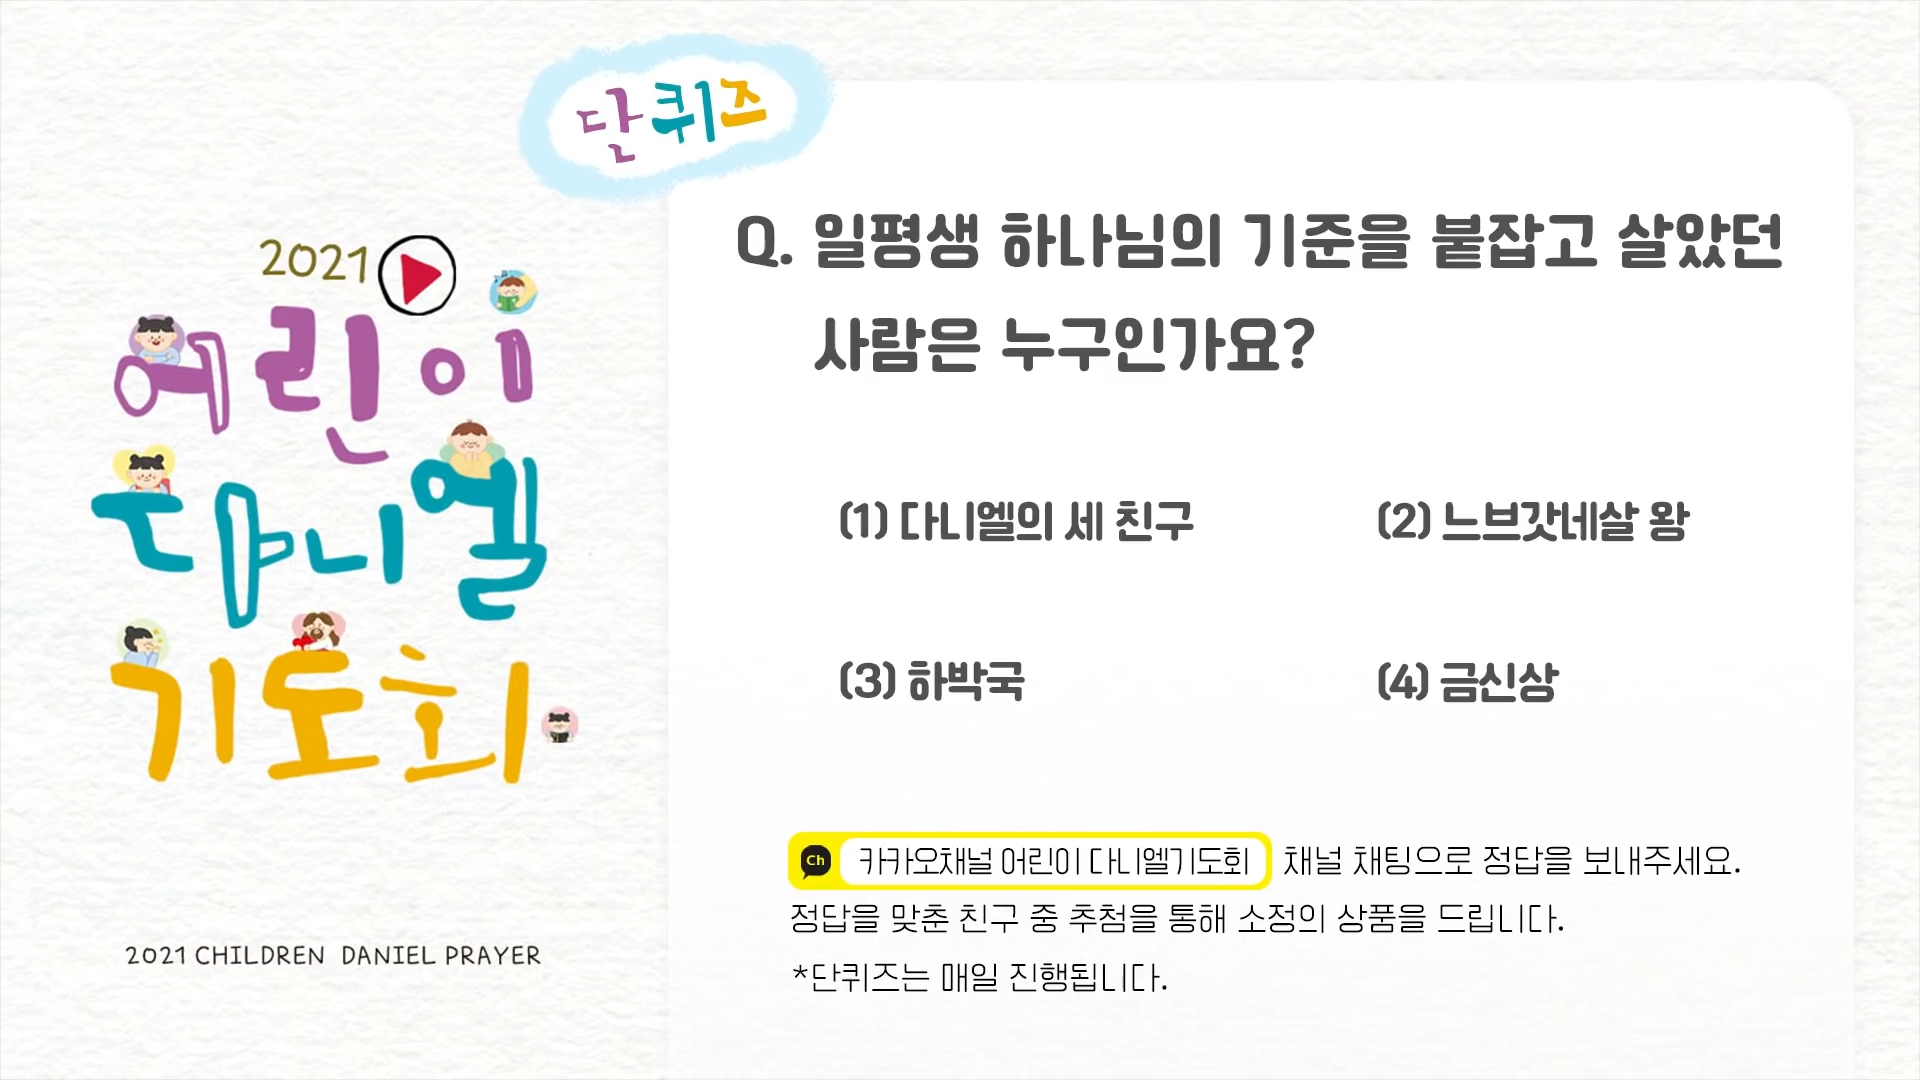 단퀴즈
2021
어린이
다니엘
기도회
2021 CHILDREN DANIEL PRAYER
Q. 일평생 하나님의 기준을 붙잡고 살았던
사람은 누구인가요?
(1) 다니엘의 세 친구
(2) 느브갓네살 왕
(3) 하박국
(4) 금신상
Ch 카카오채널 어린이 다니엘기도회 채널 채팅으로 정답을 보내주세요.
정답을 맞춘 친구 중 추첨을 통해 소정의 상품을 드립니다.
*단퀴즈는 매일 진행됩니다.